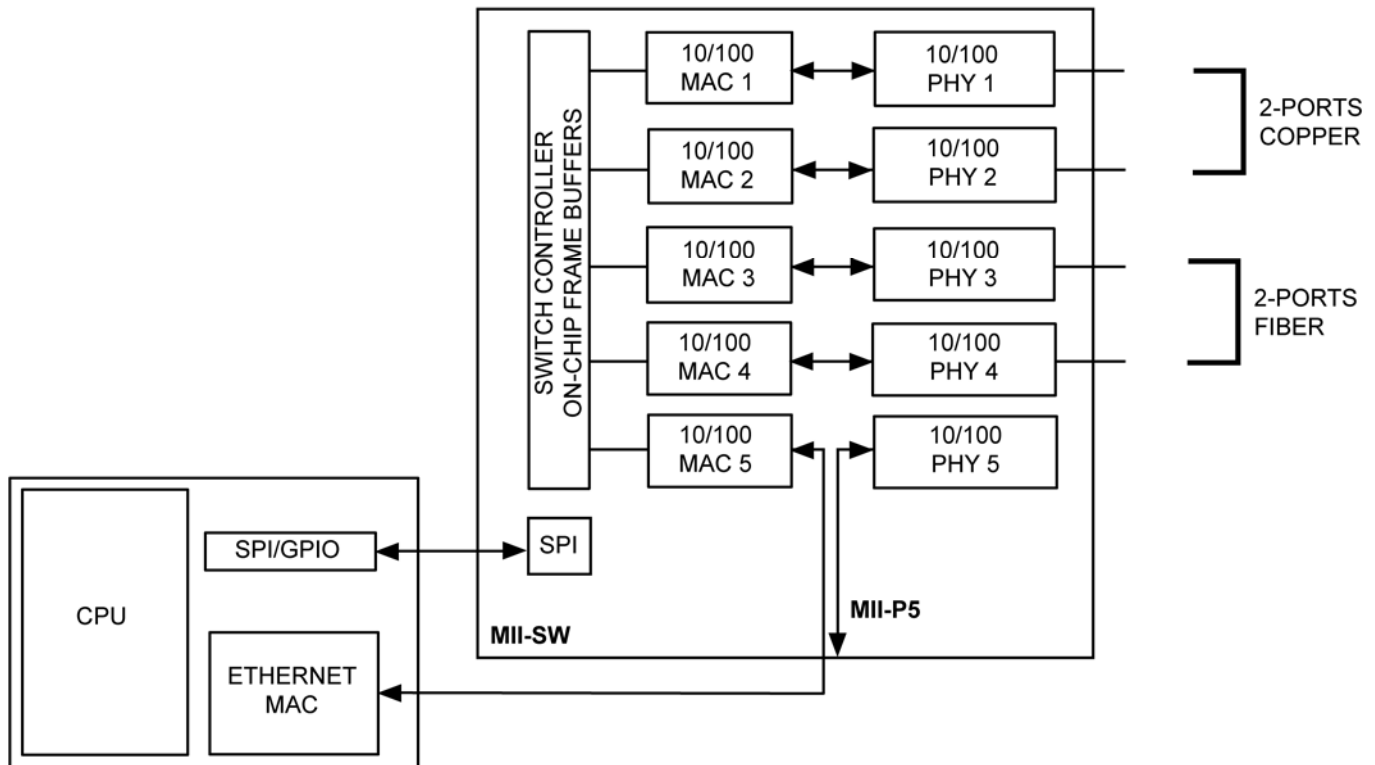 SWITCH CONTROLLER
ON-CHIP FRAME BUFFERS
10/100
MAC 1
10/100
PHY 1
2-PORTS
COPPER
10/100
MAC 2
10/100
PHY 2
10/100
MAC 3
10/100
PHY 3
2-PORTS
FIBER
10/100
MAC 4
10/100
PHY 4
10/100
MAC 5
10/100
PHY 5
SPI/GPIO
SPI
CPU
MII-P5
MII-SW
ETHERNET
MAC